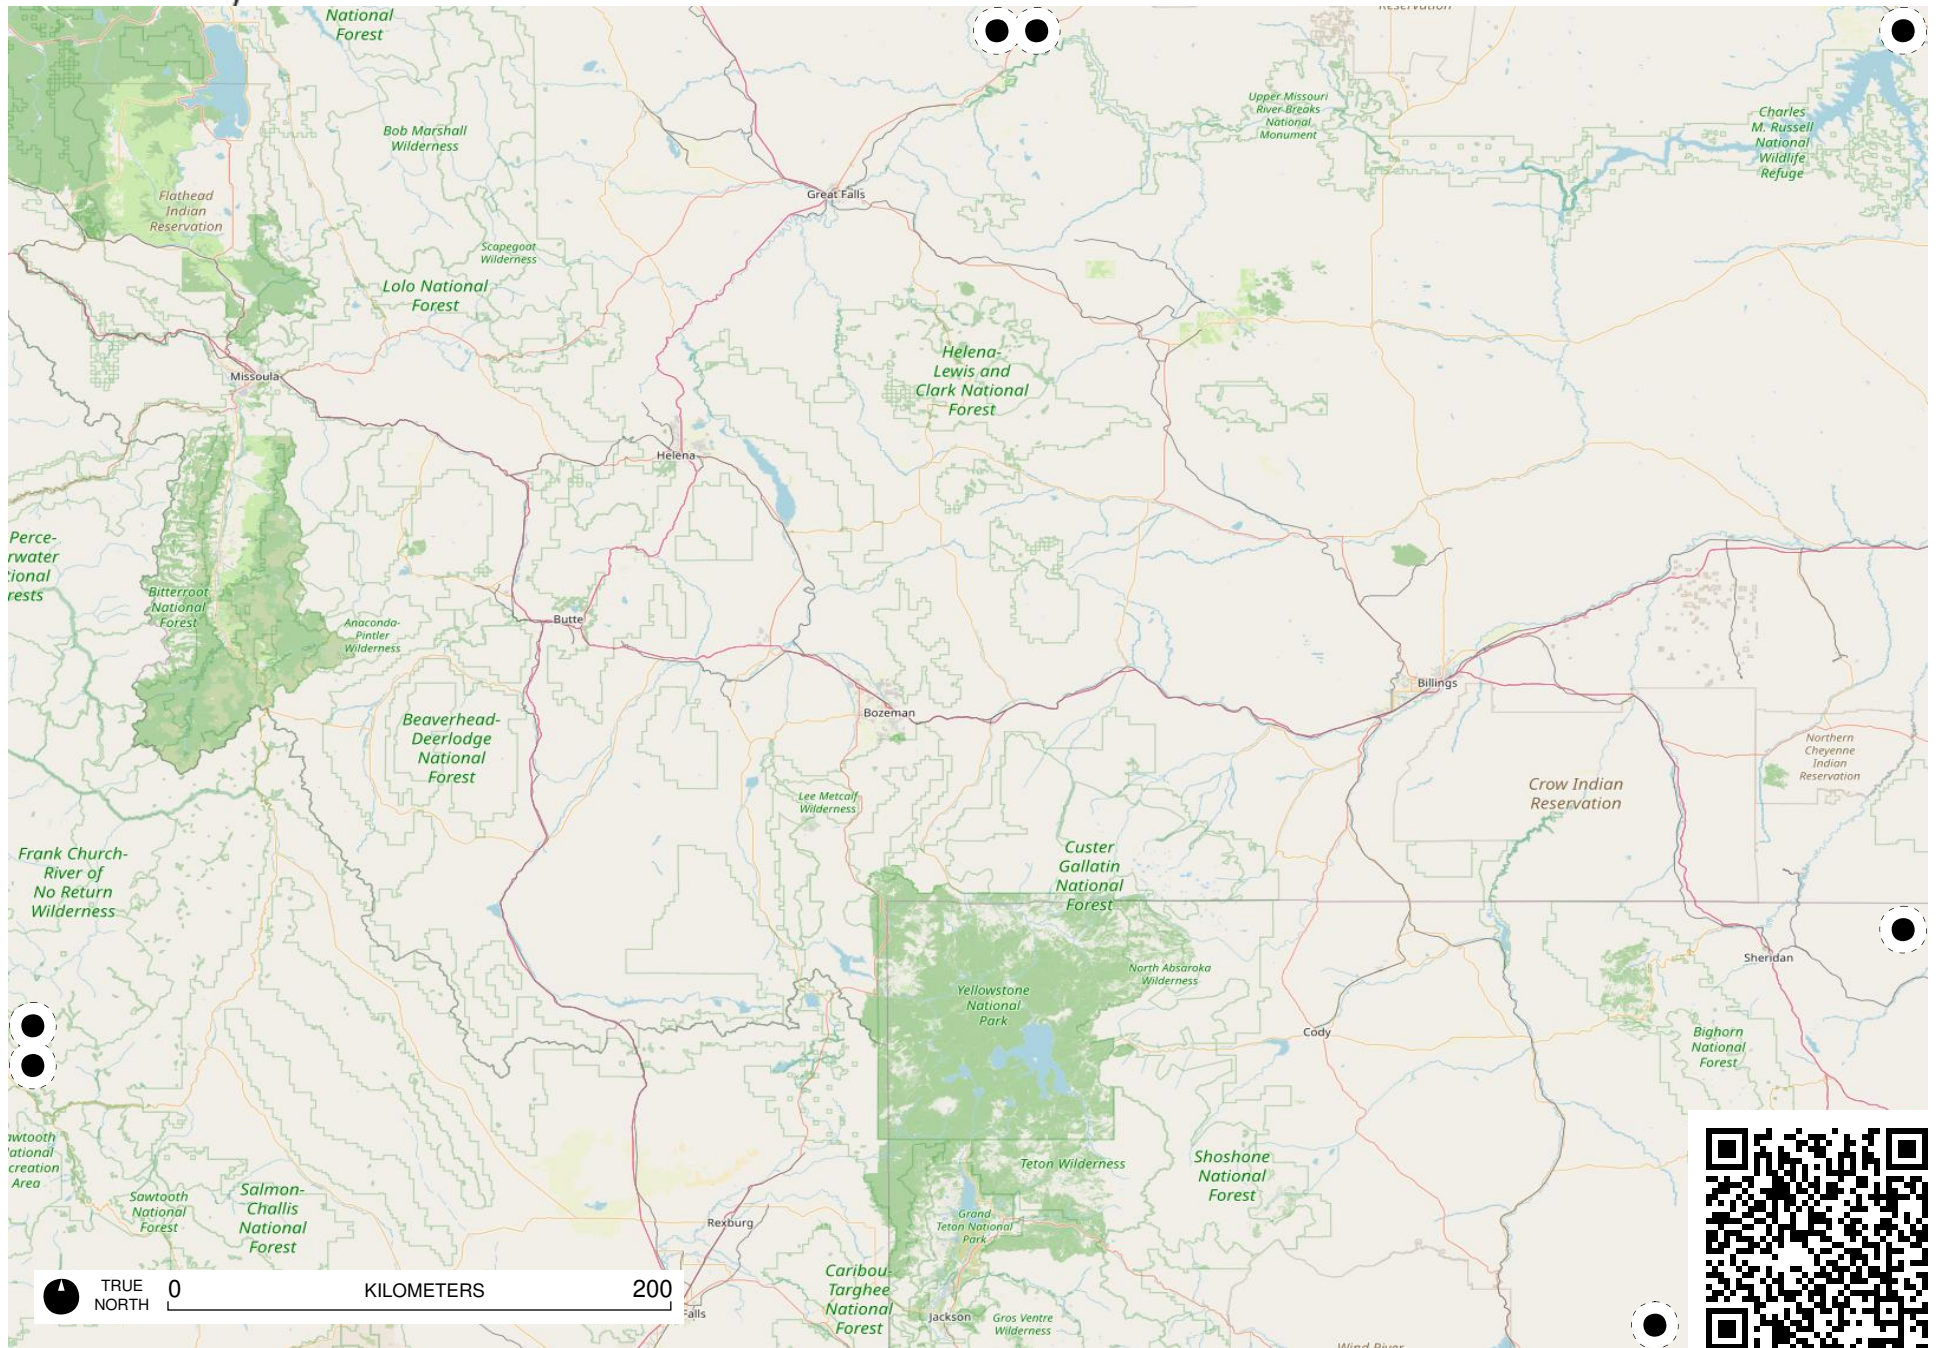 National
Forest
Reservation
Bob Marshall
Wilderness
Upper Missouri
River Breaks
National
Monument
Charles
M. Russell
National
Wildlife
Refuge
Flathead
Indian
Reservation
Great Falls
Scapegoat
Wilderness
Lolo National
Forest
Helena-
Lewis and
Clark National
Forest
Missoula
Helena
Perce-
rwater
tional
rests
Bitterroot
National
Forest
Anaconda-
Pintler
Wilderness
Butte
Billings
Bozeman
Beaverhead-
Deerlodge
National
Forest
Northern
Cheyenne
Indian
Reservation
Crow Indian
Reservation
Lee Metcalf
Wilderness
Frank Church-
River of
No Return
Wilderness
Custer
Gallatin
National
Forest
Sheridan
North Absaroka
Wilderness
Yellowstone
National
Park
Cody
Bighorn
National
Forest
awtooth
ational
creation
Area
Sawtooth
National
Forest
Salmon-
Challis
National
Forest
Teton Wilderness
Shoshone
National
Forest
Rexburg
Grand
Teton National
Park
Caribou-
Targhee
National
Forest
Jackson
Gros Ventre
Wilderness
Falls
Wind River
TRUE
NORTH
0 KILOMETERS 200